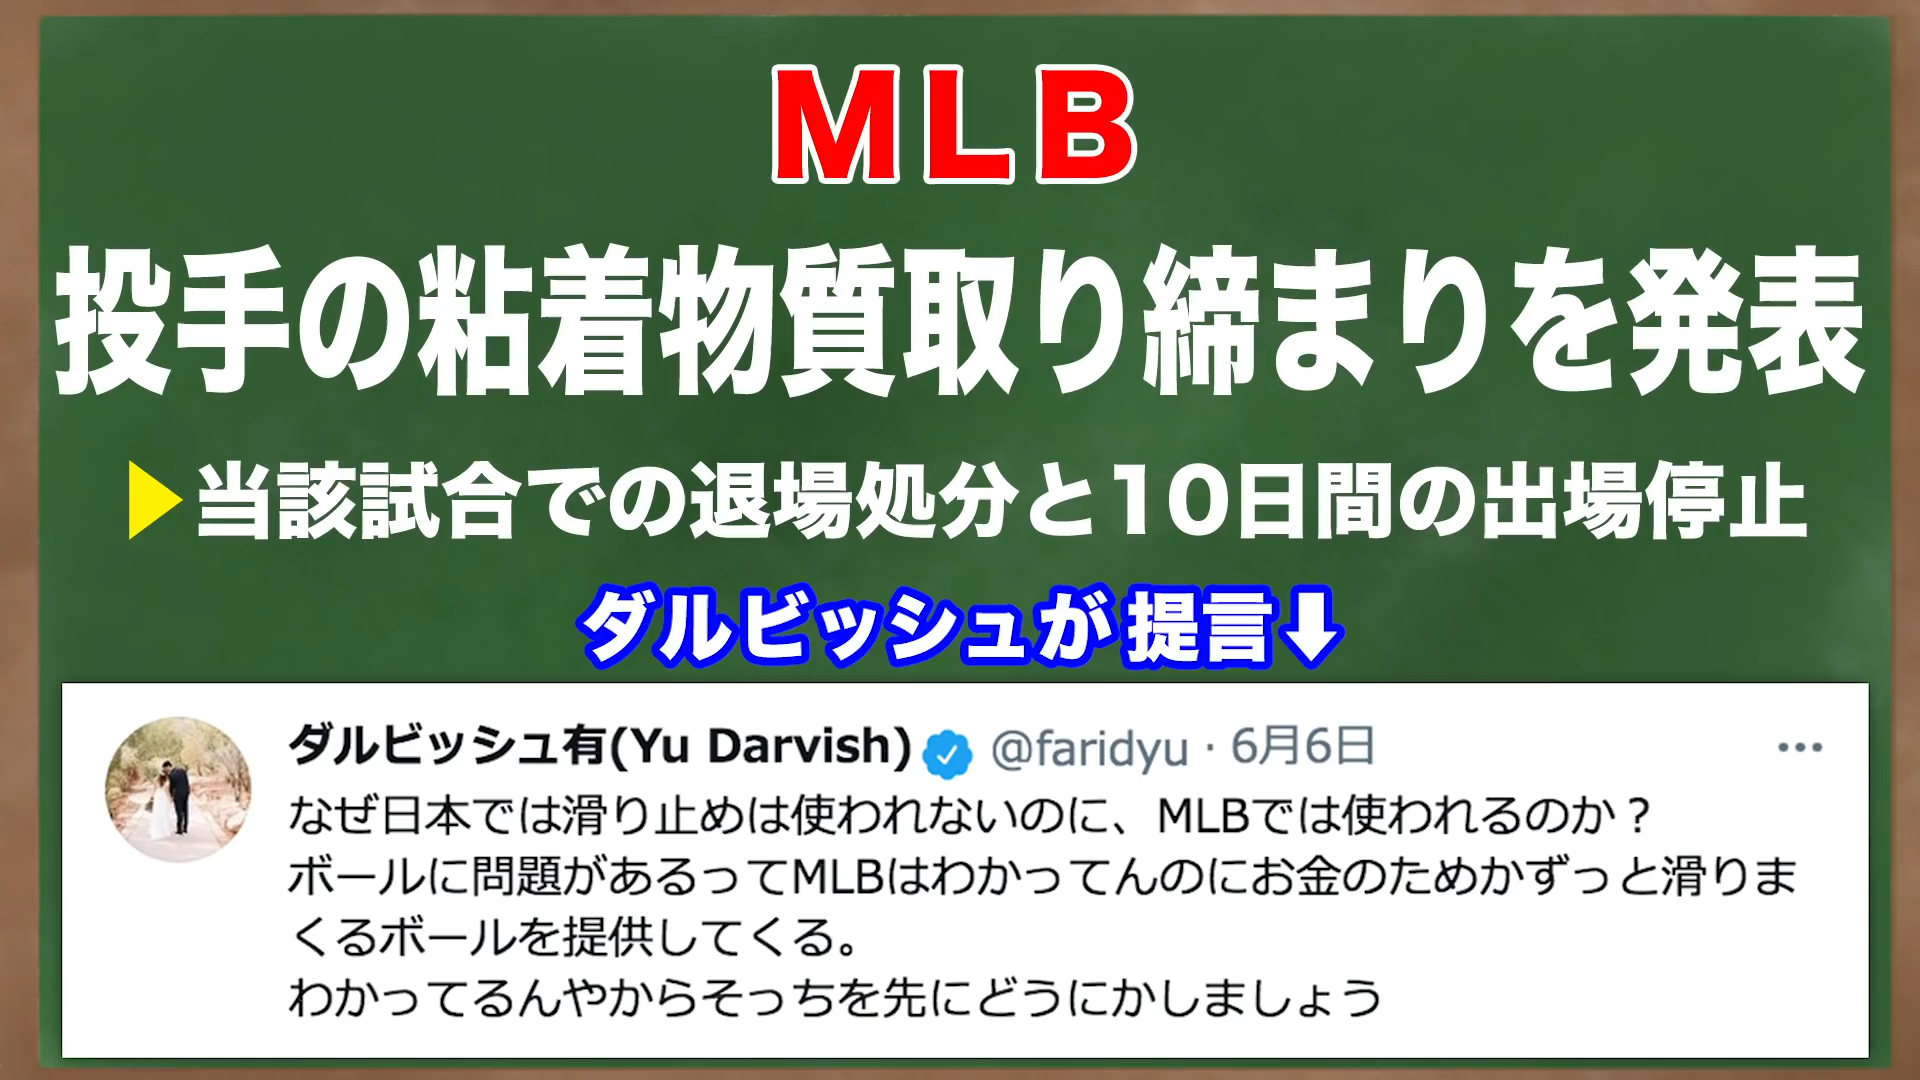 MLB
投手の粘着物質取り締まりを発表
▶当該試合での退場処分と10日間の出場停止
ダルビッシュが提言⬇
ダルビッシュ有(Yu Darvish) @faridyu · 6月6日
なぜ日本では滑り止めは使われないのに、MLBでは使われるのか？
ボールに問題があるってMLBはわかってんのにお金のためかずっと滑りま
くるボールを提供してくる。
わかってるんやからそっちを先にどうにかしましょう